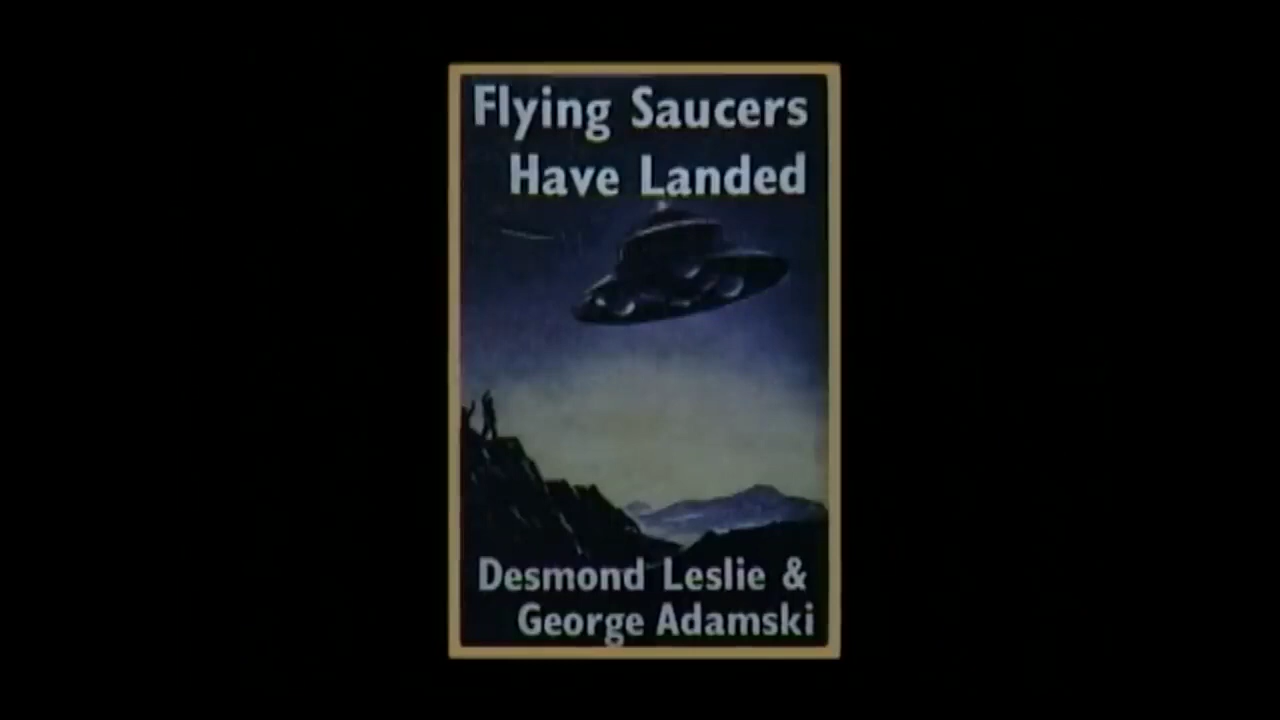 Flying Saucers
Have Landed
Desmond Leslie &
George Adamski